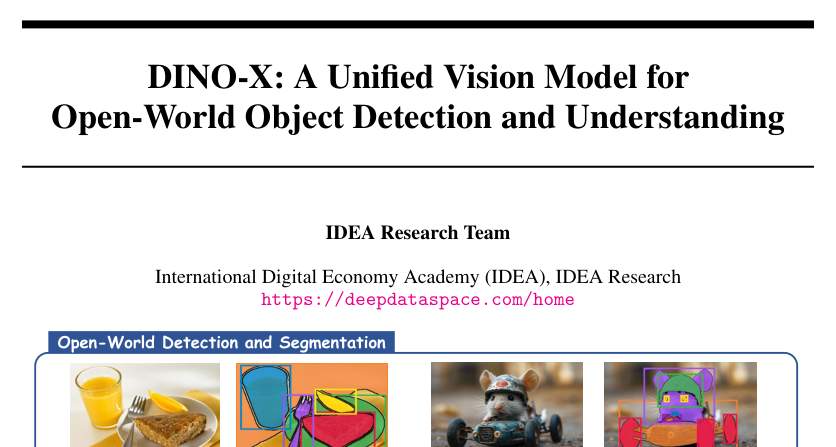 DINO-X: A Unified Vision Model for
Open-World Object Detection and Understanding
IDEA Research Team
International Digital Economy Academy (IDEA), IDEA Research
https://deepdataspace.com/home
Open-World Detection and Segmentation